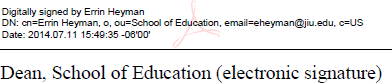 Digitally signed by Errin Heyman
DN: cn=Errin Heyman, o, ou=School of Education, email=eheyman@jiu.edu, c=US
Date: 2014.07.11 15:49:35 -06'00'
Dean, School of Education (electronic signature)